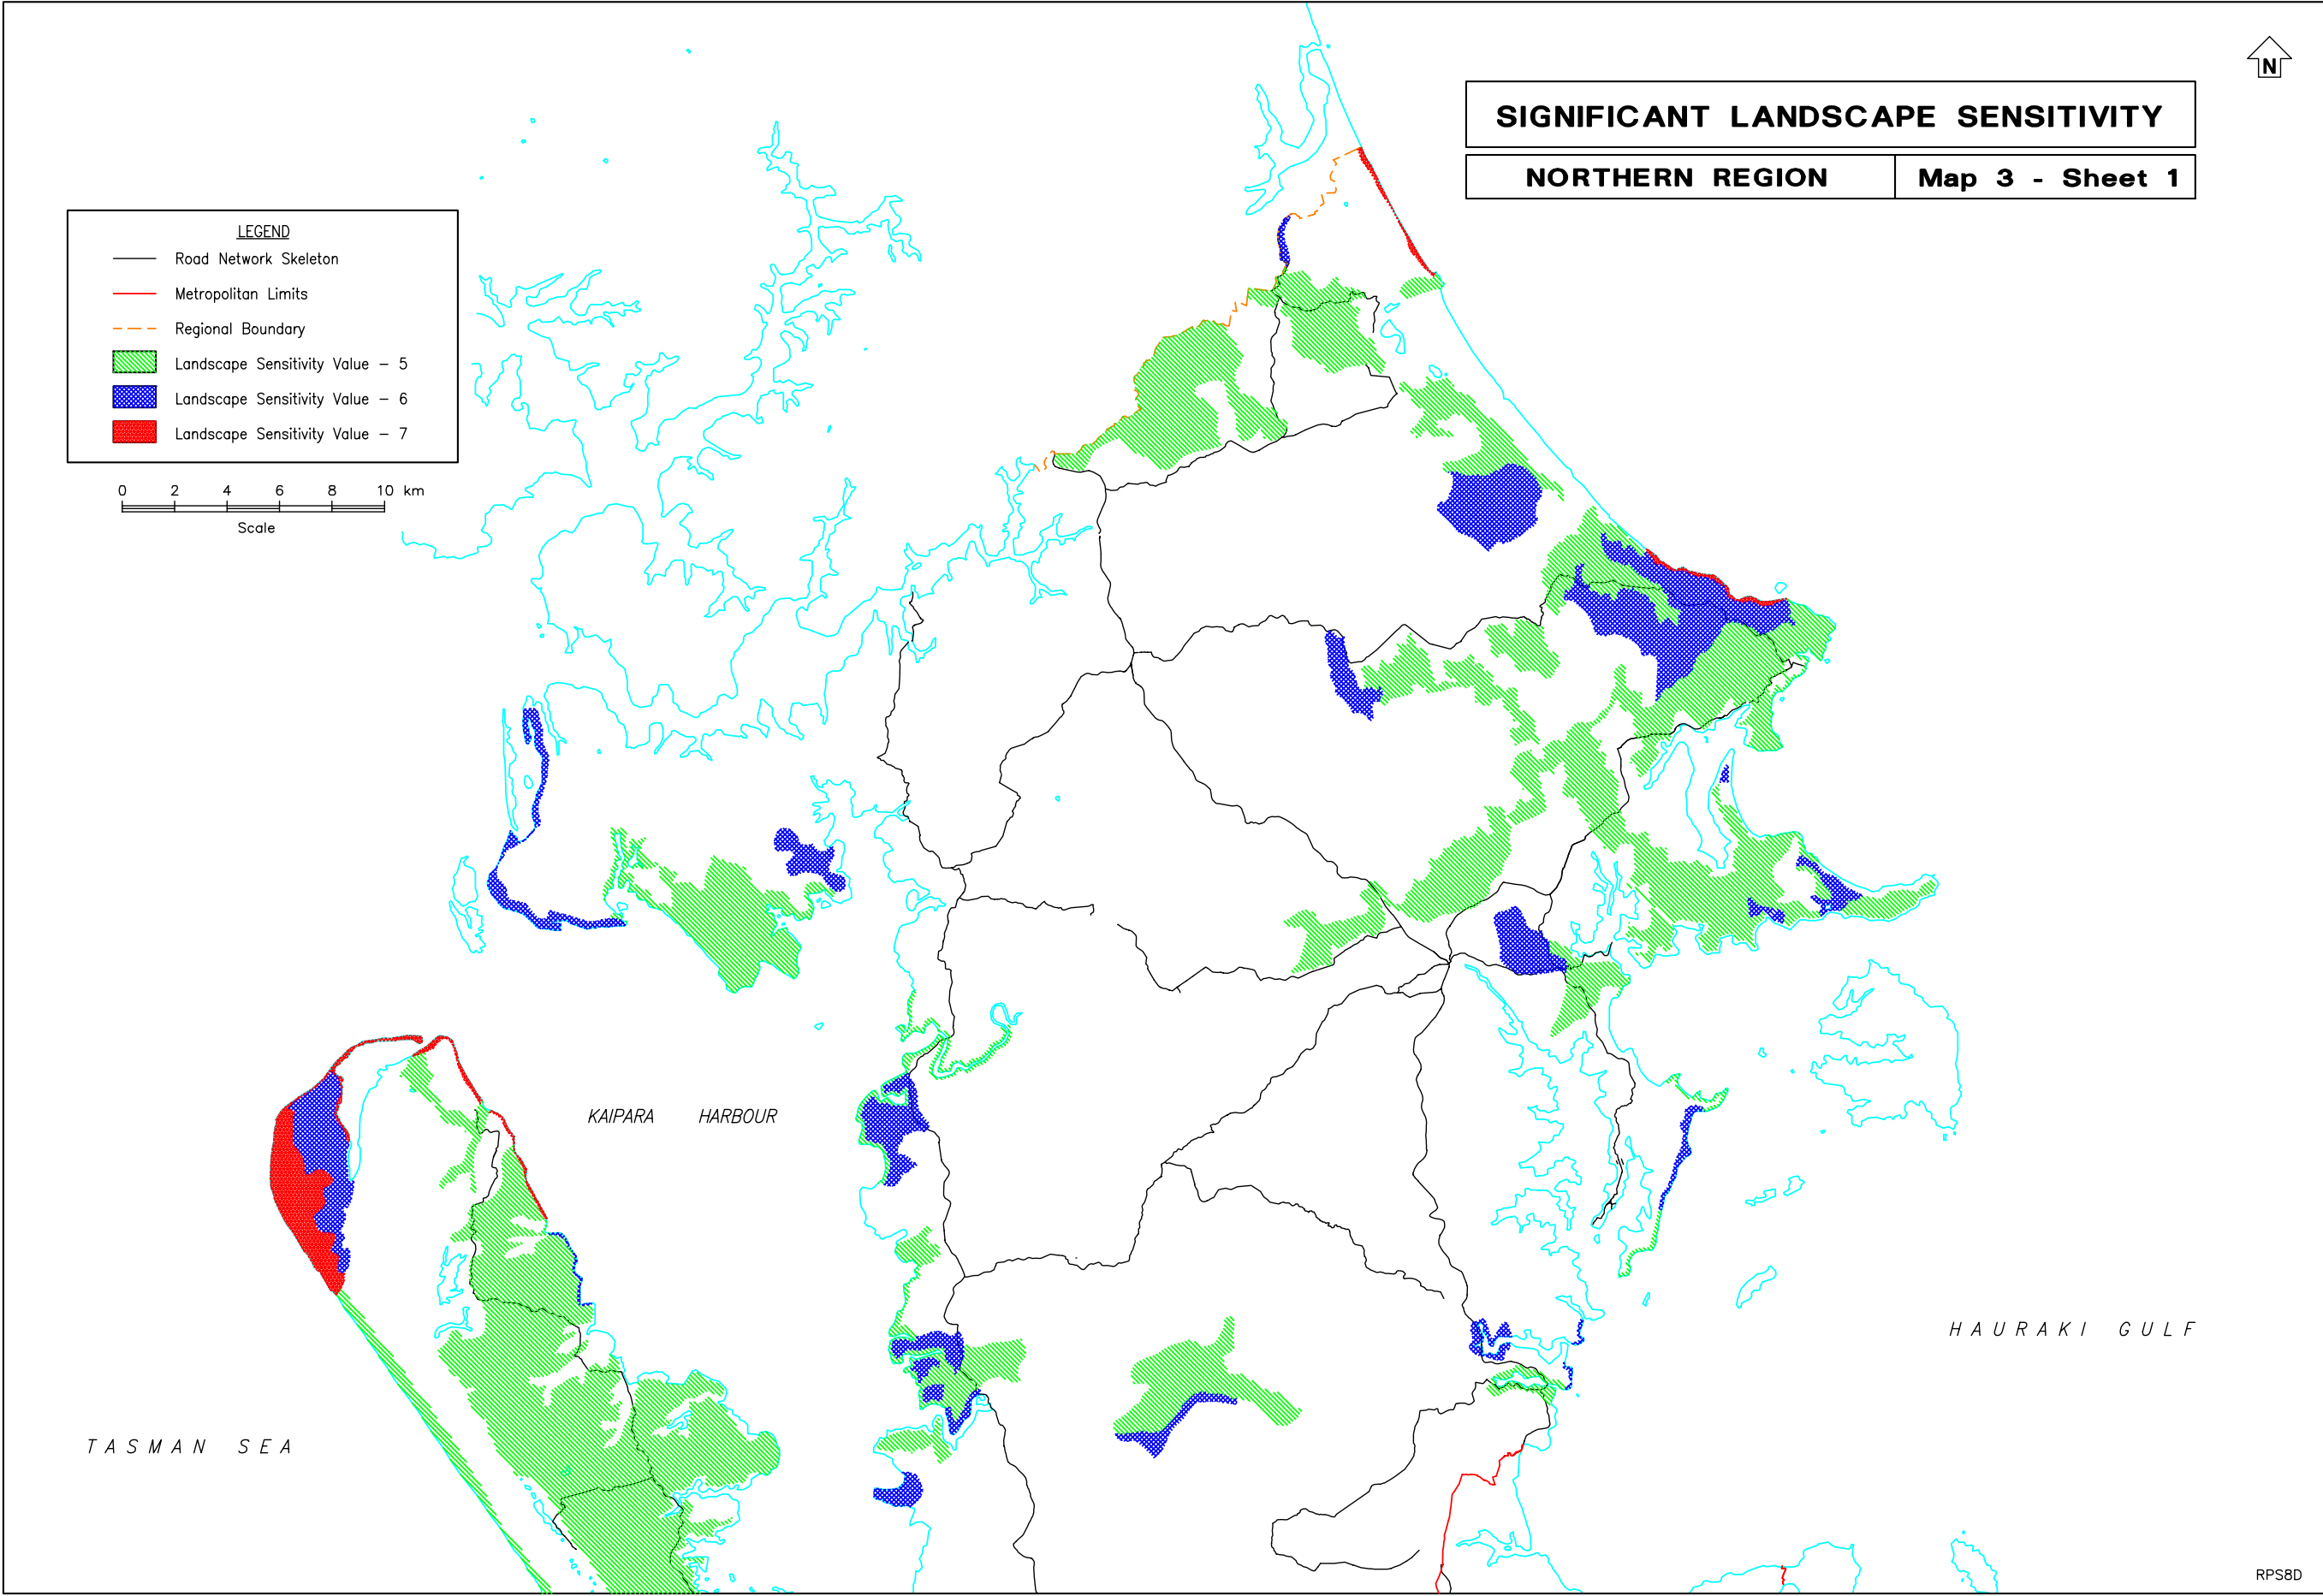 N
SIGNIFICANT LANDSCAPE SENSITIVITY
NORTHERN REGION
Map 3 - Sheet 1
LEGEND
Road Network Skeleton
Metropolitan Limits
Regional Boundary
Landscape Sensitivity Value - 5
Landscape Sensitivity Value - 6
Landscape Sensitivity Value - 7
0 2 4 6 8 10 km
Scale
KAIPARA HARBOUR
HAURAKI GULF
TASMAN SEA
RPS8D